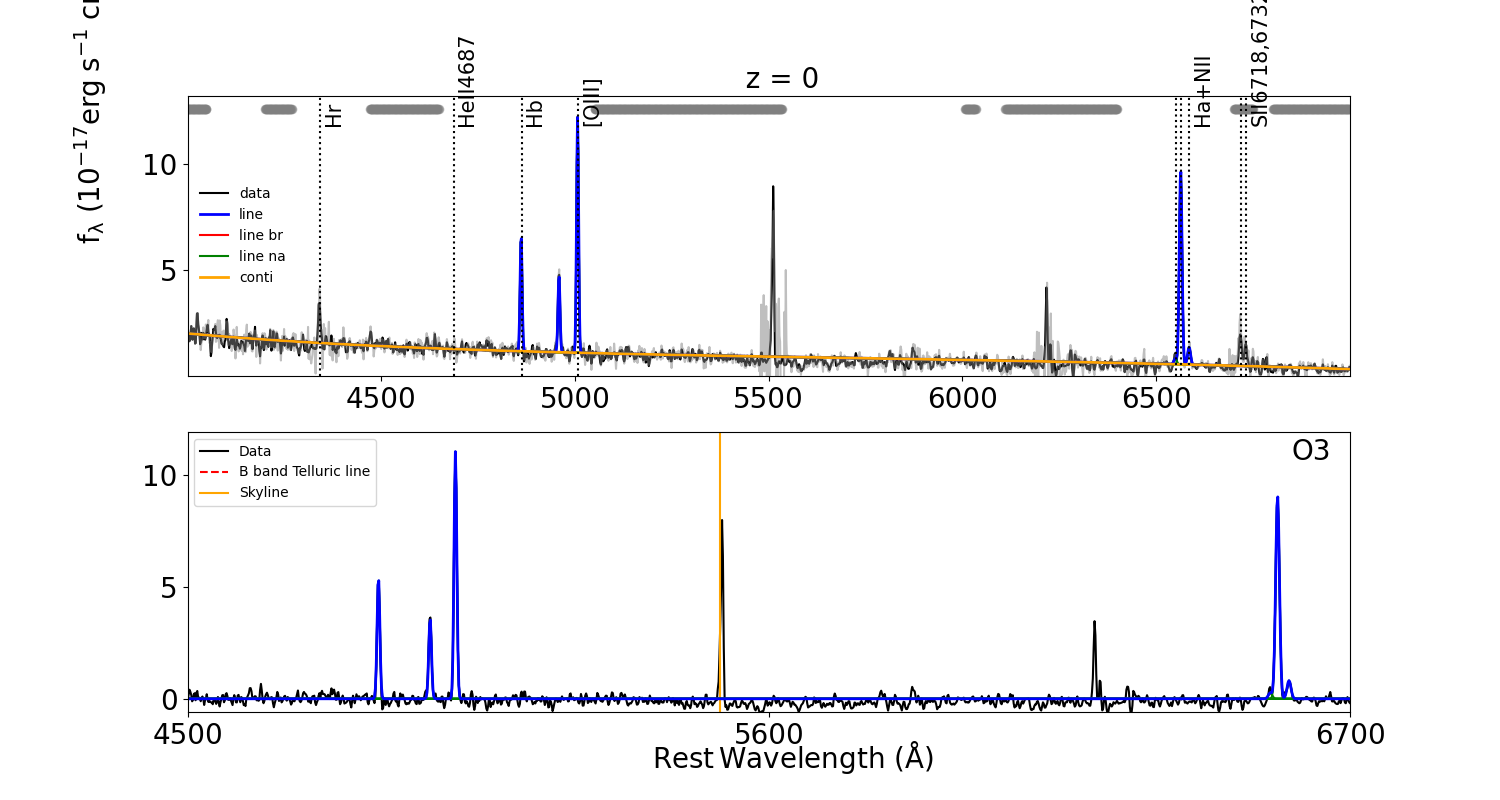 z = 0
Hr
HeII4687
Hb
[OIII]
Ha+NII
SII6718,6732
f_λ (10^{−17}erg s^{−1} c
10
5
data
line
line br
line na
conti
4500 5000 5500 6000 6500
O3
Data
B band Telluric line
Skyline
10
5
0
4500 5600 6700
Rest Wavelength (Å)